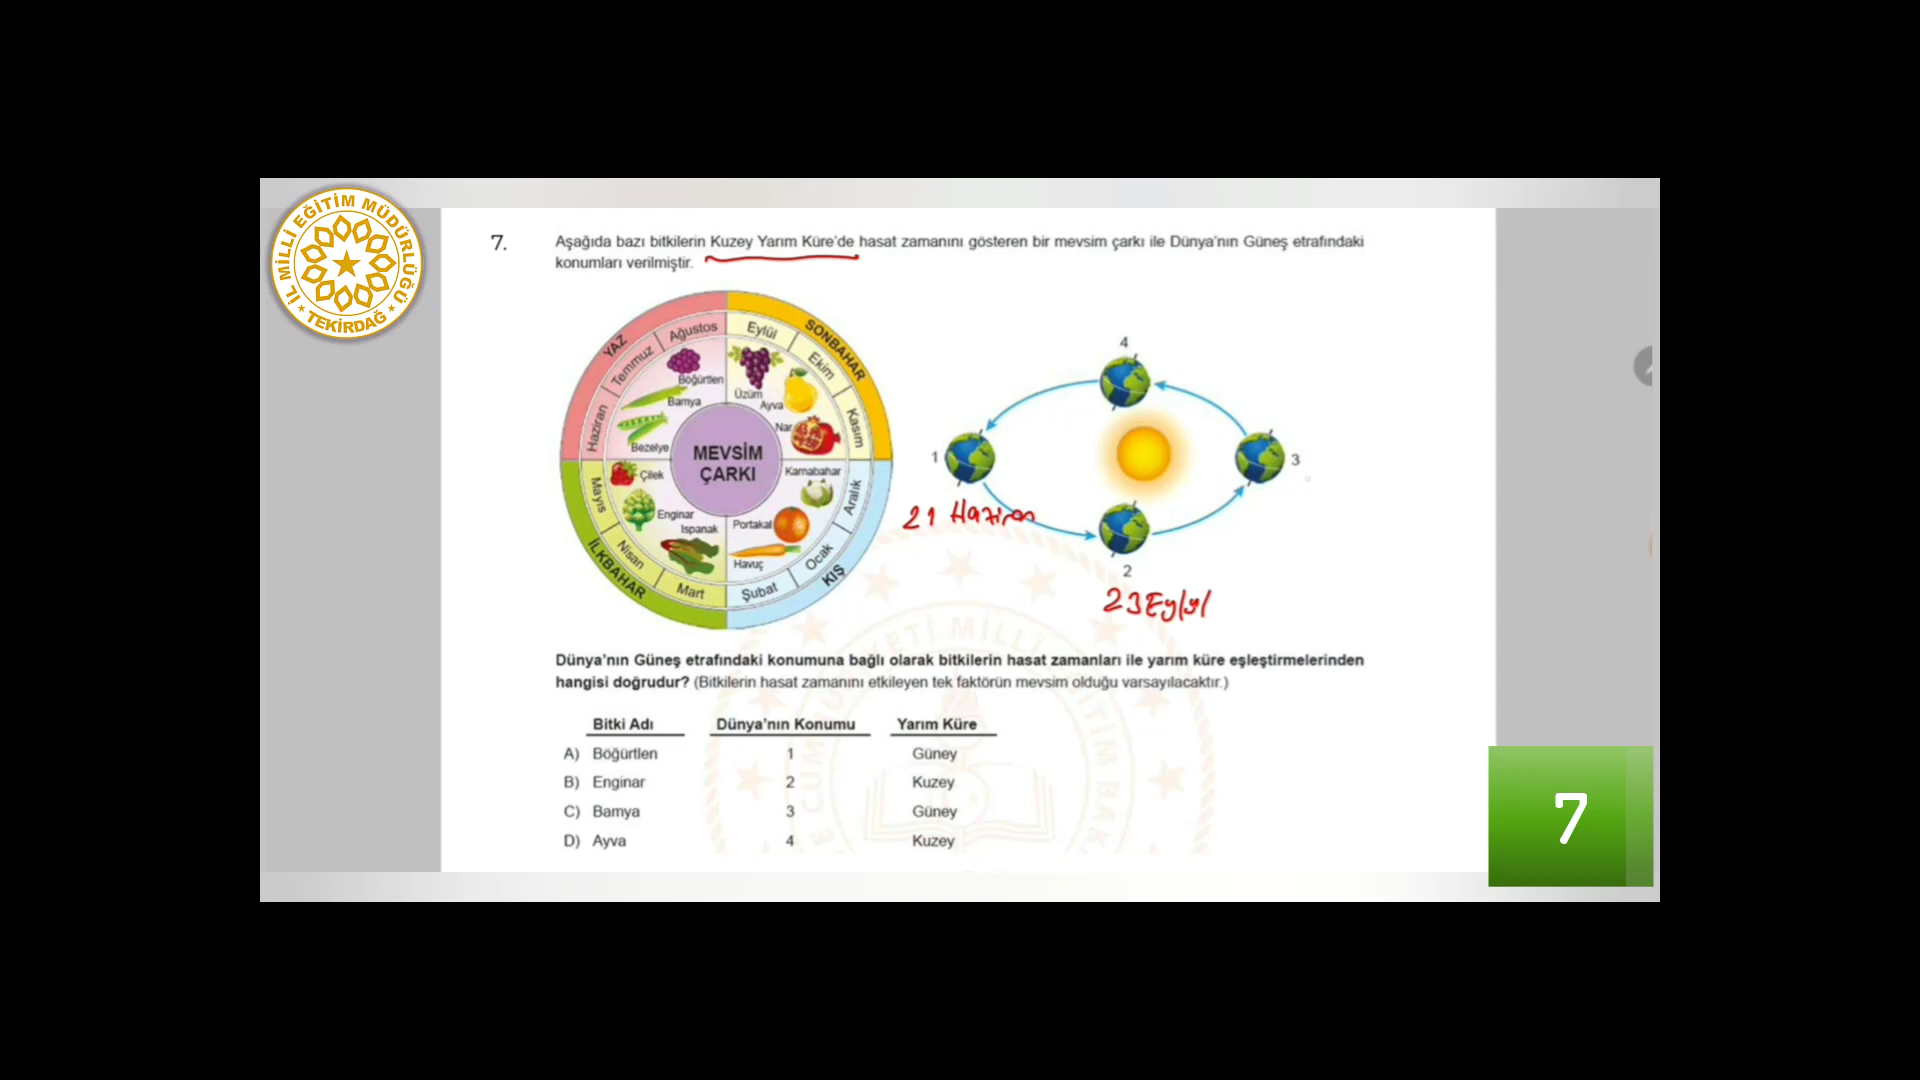 İL MİLLİ EĞİTİM MÜDÜRLÜĞÜ
★ TEKİRDAĞ ★
7.
Aşağıda bazı bitkilerin Kuzey Yarım Küre'de hasat zamanını gösteren bir mevsim çarkı ile Dünya'nın Güneş etrafındaki
konumları verilmiştir.
YAZ
SONBAHAR
Haziran
Temmuz
Ağustos
Eylül
Ekim
Kasım
Böğürtlen
Bamya
Bezelye
Üzüm
Ayva
Nar
MEVSİM
ÇARKI
Çilek
Enginar
Ispanak
Karnabahar
Portakal
Havuç
Mayıs
Nisan
Mart
Şubat
Ocak
Aralık
İLKBAHAR
KIŞ
4
1
3
2
21 Haziran
23 Eylyl
Dünya'nın Güneş etrafındaki konumuna bağlı olarak bitkilerin hasat zamanları ile yarım küre eşleştirmelerinden
hangisi doğrudur? (Bitkilerin hasat zamanını etkileyen tek faktörün mevsim olduğu varsayılacaktır.)
Bitki Adı Dünya'nın Konumu Yarım Küre
A) Böğürtlen 1 Güney
B) Enginar 2 Kuzey
C) Bamya 3 Güney
D) Ayva 4 Kuzey
7